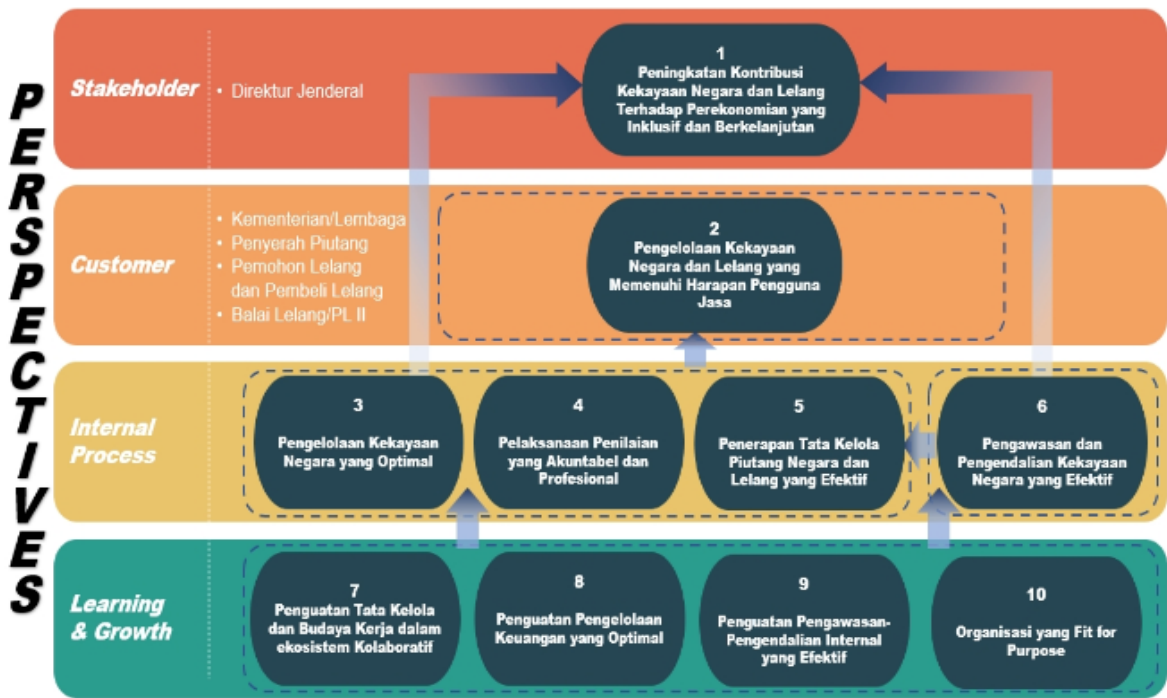 PERSPECTIVES
Stakeholder
• Direktur Jenderal
1
Peningkatan Kontribusi
Kekayaan Negara dan Lelang
Terhadap Perekonomian yang
Inklusif dan Berkelanjutan
Customer
• Kementerian/Lembaga
• Penyerah Piutang
• Pemohon Lelang
dan Pembeli Lelang
• Balai Lelang/PL II
2
Pengelolaan Kekayaan
Negara dan Lelang yang
Memenuhi Harapan Pengguna
Jasa
Internal
Process
3
Pengelolaan Kekayaan
Negara yang Optimal
4
Pelaksanaan Penilaian
yang Akuntabel dan
Profesional
5
Penerapan Tata Kelola
Piutang Negara dan
Lelang yang Efektif
6
Pengawasan dan
Pengendalian Kekayaan
Negara yang Efektif
Learning
& Growth
7
Penguatan Tata Kelola
dan Budaya Kerja dalam
ekosistem Kolaboratif
8
Penguatan Pengelolaan
Keuangan yang Optimal
9
Penguatan Pengawasan-
Pengendalian Internal
yang Efektif
10
Organisasi yang Fit for
Purpose